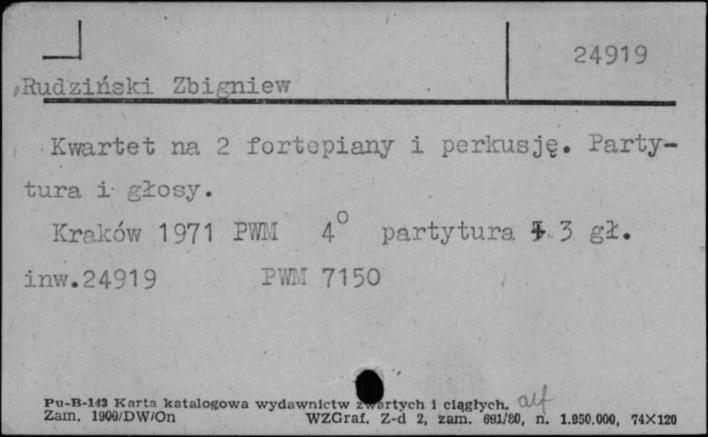 24919
Rudziński Zbigniew
Kwartet na 2 fortepiany i perkusję. Party-
tura i głosy.
Kraków 1971 PWM 4° partytura + 3 gł.
inw.24919 PWM 7150
Pu-B-143 Karta katalogowa wydawnictw zwartych i ciągłych.
Zam. 1900/DW/On WZGraf. Z-d 2, zam. 691/80, n. 1.950.000, 74X120